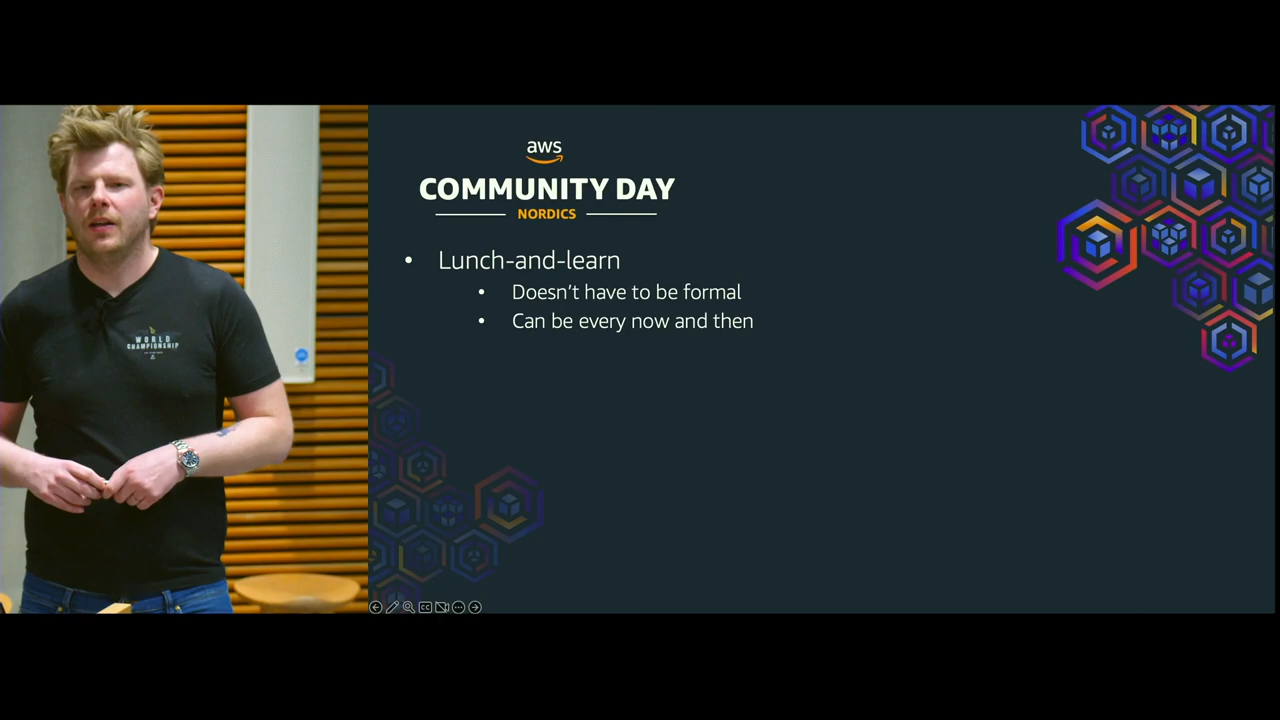 aws
COMMUNITY DAY
NORDICS
• Lunch-and-learn
• Doesn't have to be formal
• Can be every now and then
WORLD
CHAMPIONSHIP
CC